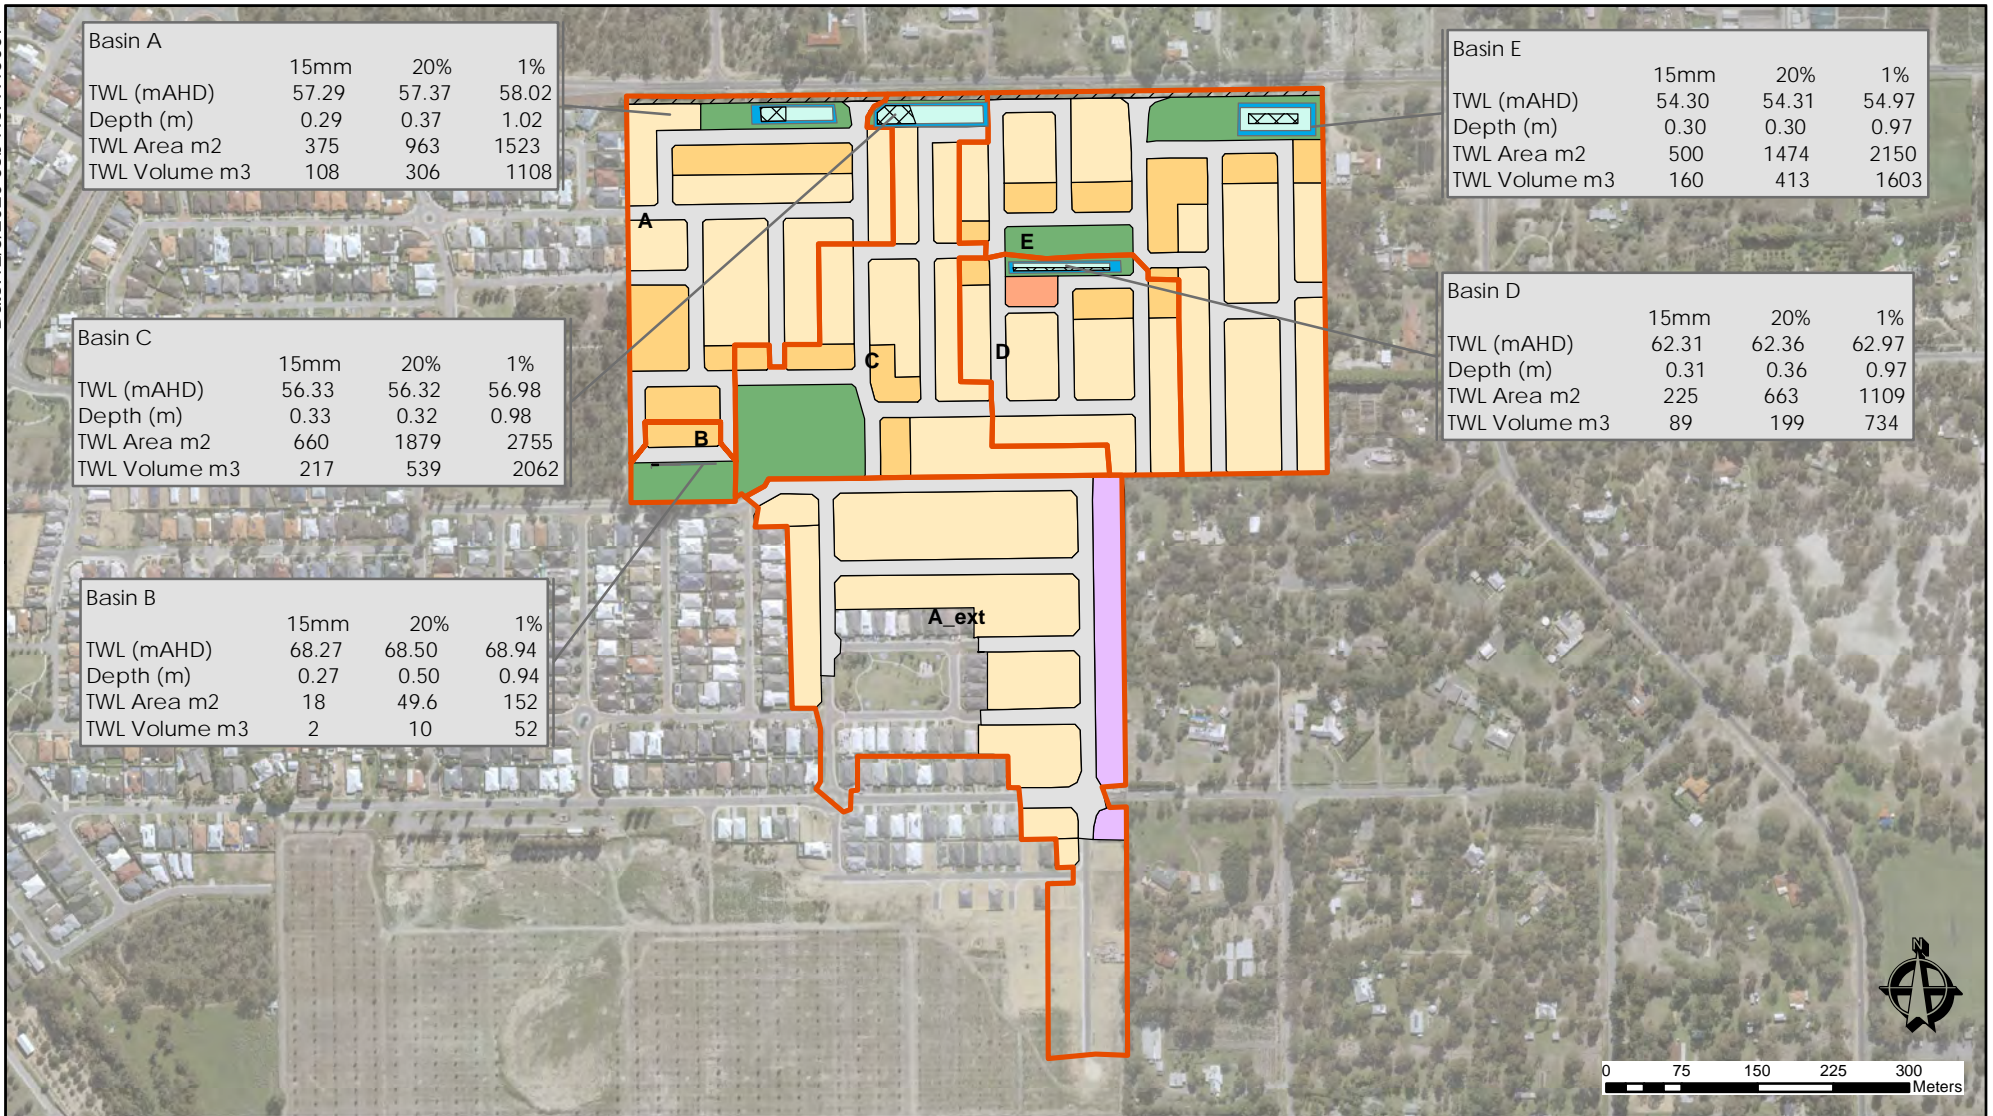 Basin A
15mm 20% 1%
TWL (mAHD) 57.29 57.37 58.02
Depth (m) 0.29 0.37 1.02
TWL Area m2 375 963 1523
TWL Volume m3 108 306 1108
Basin E
15mm 20% 1%
TWL (mAHD) 54.30 54.31 54.97
Depth (m) 0.30 0.30 0.97
TWL Area m2 500 1474 2150
TWL Volume m3 160 413 1603
Basin C
15mm 20% 1%
TWL (mAHD) 56.33 56.32 56.98
Depth (m) 0.33 0.32 0.98
TWL Area m2 660 1879 2755
TWL Volume m3 217 539 2062
Basin D
15mm 20% 1%
TWL (mAHD) 62.31 62.36 62.97
Depth (m) 0.31 0.36 0.97
TWL Area m2 225 663 1109
TWL Volume m3 89 199 734
Basin B
15mm 20% 1%
TWL (mAHD) 68.27 68.50 68.94
Depth (m) 0.27 0.50 0.94
TWL Area m2 18 49.6 152
TWL Volume m3 2 10 52
A
E
D
C
B
A_ext
N
0 75 150 225 300
Meters